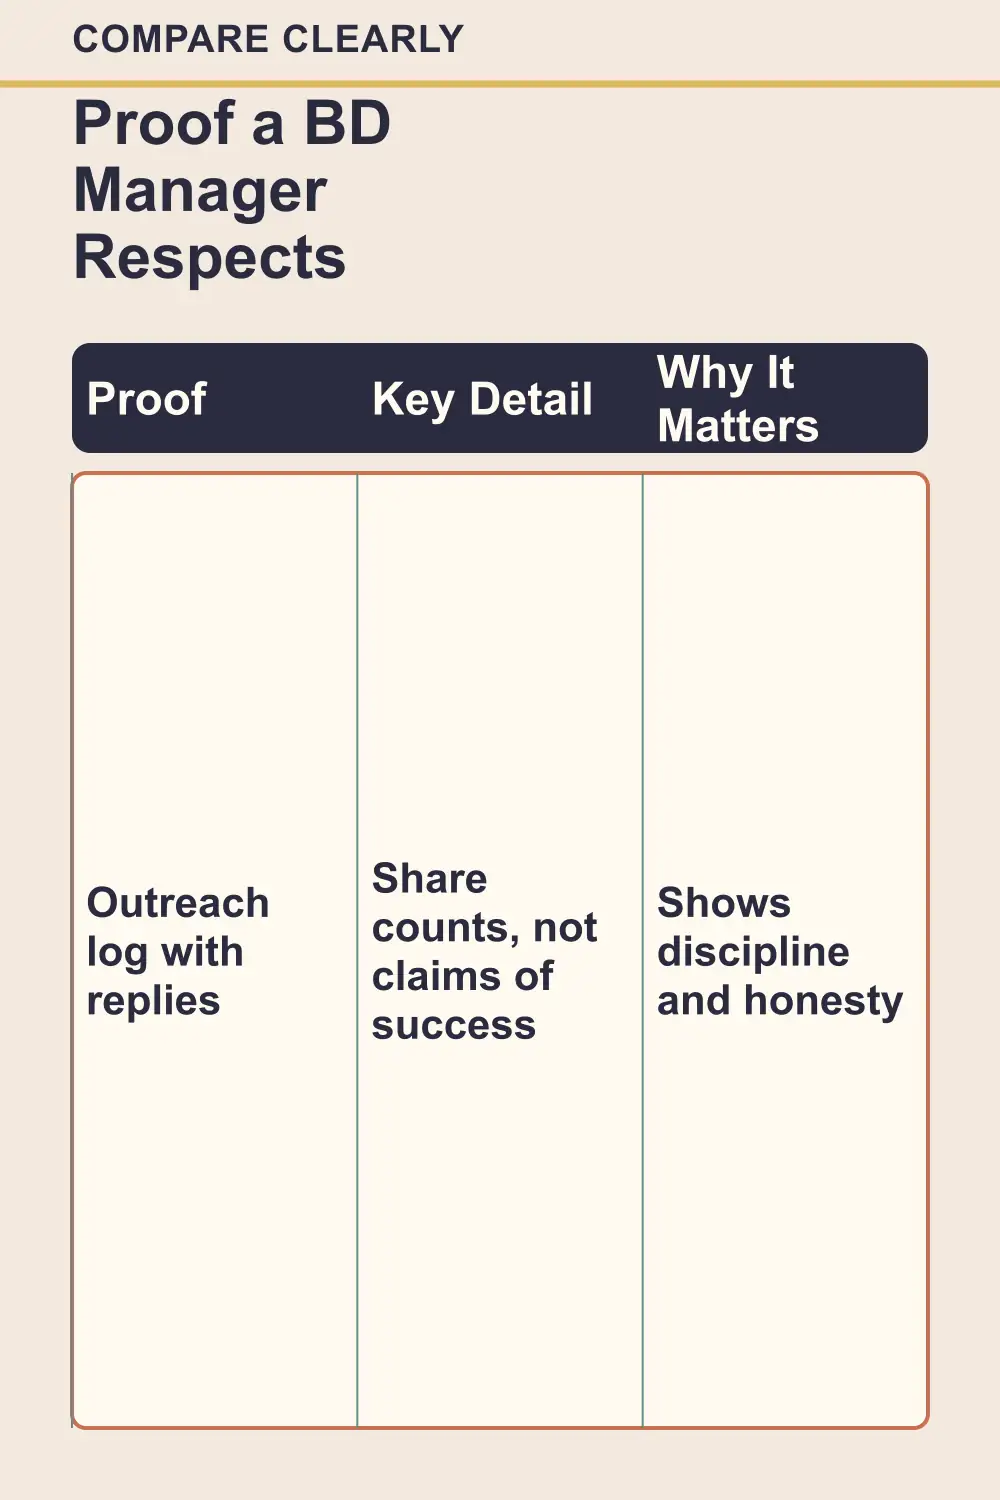 COMPARE CLEARLY
Proof a BD
Manager
Respects
Proof
Key Detail
Why It
Matters
Outreach
log with
replies
Share
counts, not
claims of
success
Shows
discipline
and honesty